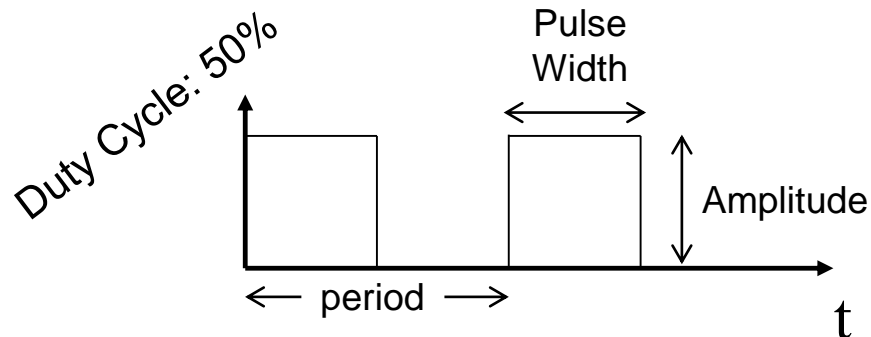 Duty Cycle: 50%
Pulse
Width
Amplitude
period
t